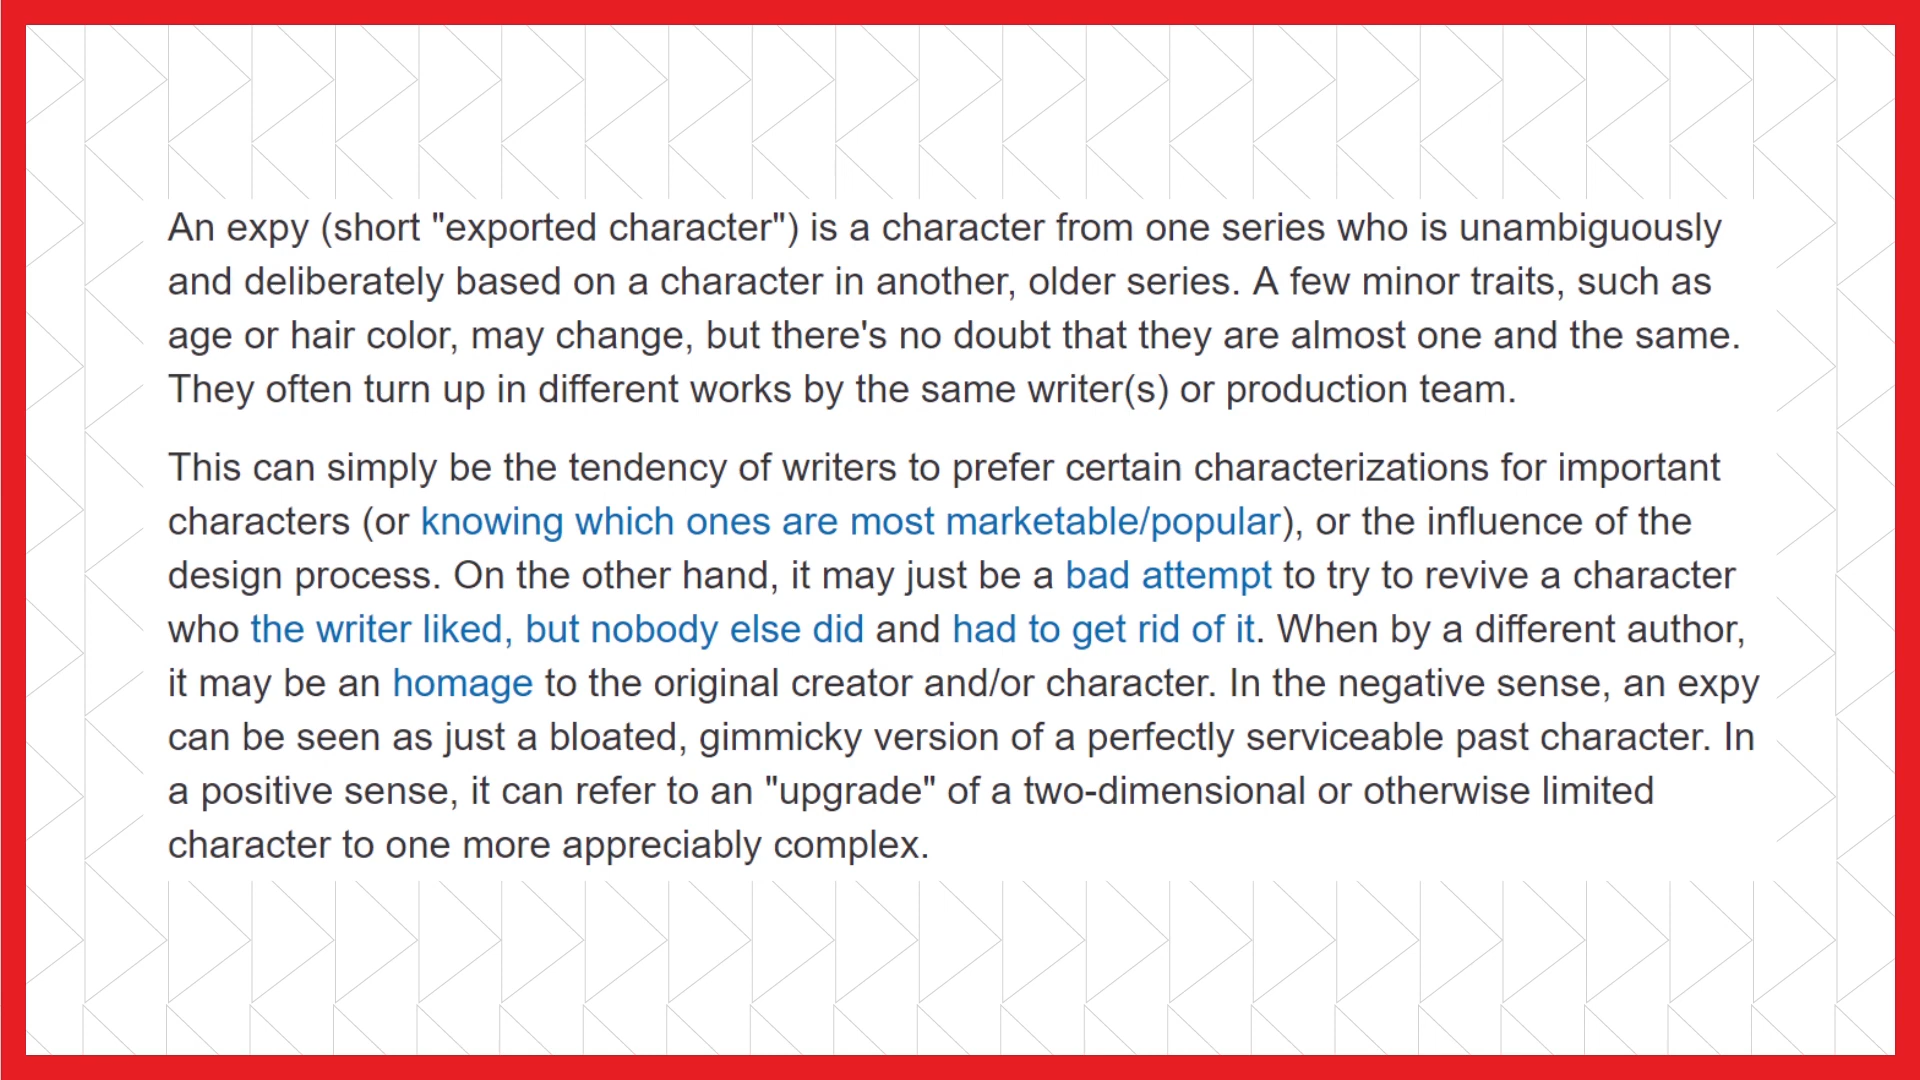 An expy (short "exported character") is a character from one series who is unambiguously
and deliberately based on a character in another, older series. A few minor traits, such as
age or hair color, may change, but there's no doubt that they are almost one and the same.
They often turn up in different works by the same writer(s) or production team.
This can simply be the tendency of writers to prefer certain characterizations for important
characters (or knowing which ones are most marketable/popular), or the influence of the
design process. On the other hand, it may just be a bad attempt to try to revive a character
who the writer liked, but nobody else did and had to get rid of it. When by a different author,
it may be an homage to the original creator and/or character. In the negative sense, an expy
can be seen as just a bloated, gimmicky version of a perfectly serviceable past character. In
a positive sense, it can refer to an "upgrade" of a two-dimensional or otherwise limited
character to one more appreciably complex.